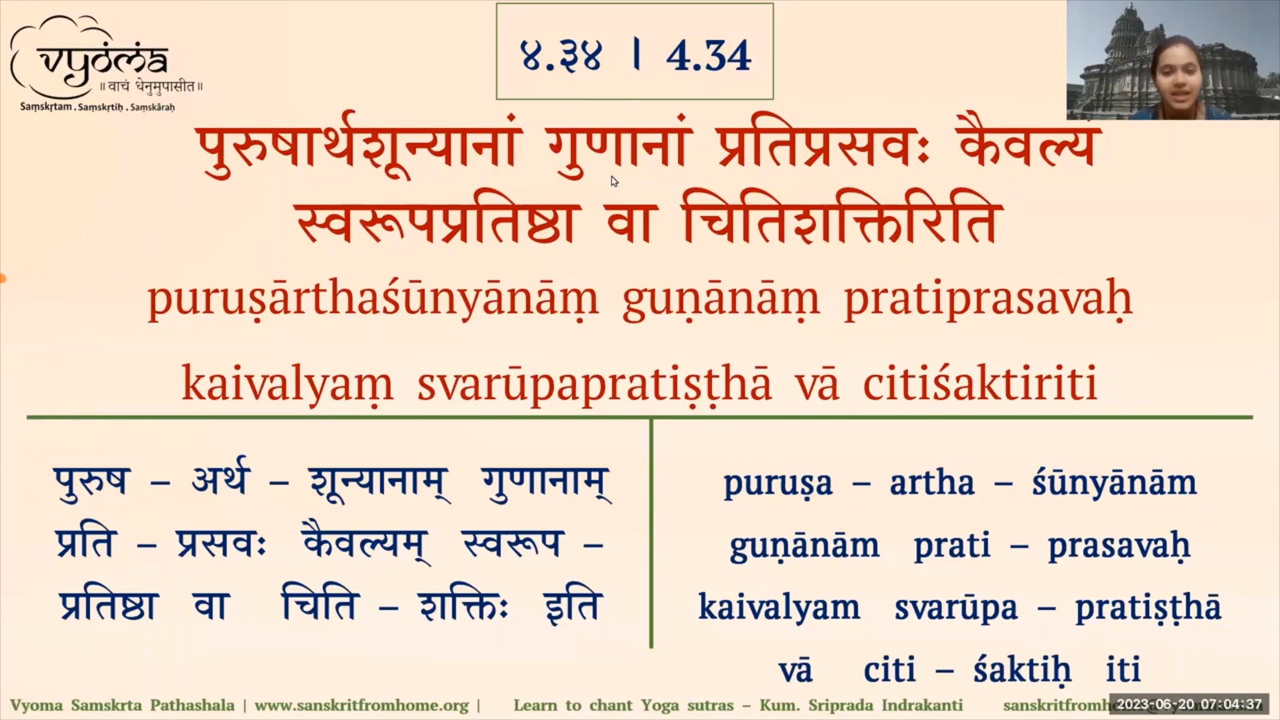 vyoma
॥ वाचं धेनुमुपासीत॥
Saṃskṛtam . Saṃskṛtiḥ . Saṃskāraḥ
४.३४ । 4.34
पुरुषार्थशून्यानां गुणानां प्रतिप्रसवः कैवल्य
स्वरूपप्रतिष्ठा वा चितिशक्तिरिति
puruṣārthaśūnyānāṃ guṇānāṃ pratiprasavaḥ
kaivalyaṃ svarūpapratiṣṭhā vā citiśaktiriti
पुरुष – अर्थ – शून्यानाम् गुणानाम्
प्रति – प्रसवः कैवल्यम् स्वरूप –
प्रतिष्ठा वा चिति – शक्तिः इति
puruṣa – artha – śūnyānām
guṇānām prati – prasavaḥ
kaivalyam svarūpa – pratiṣṭhā
vā citi – śaktiḥ iti
Vyoma Samskrta Pathashala | www.sanskritfromhome.org | Learn to chant Yoga sutras – Kum. Sriprada Indrakanti
2023-06-20 07:04:37